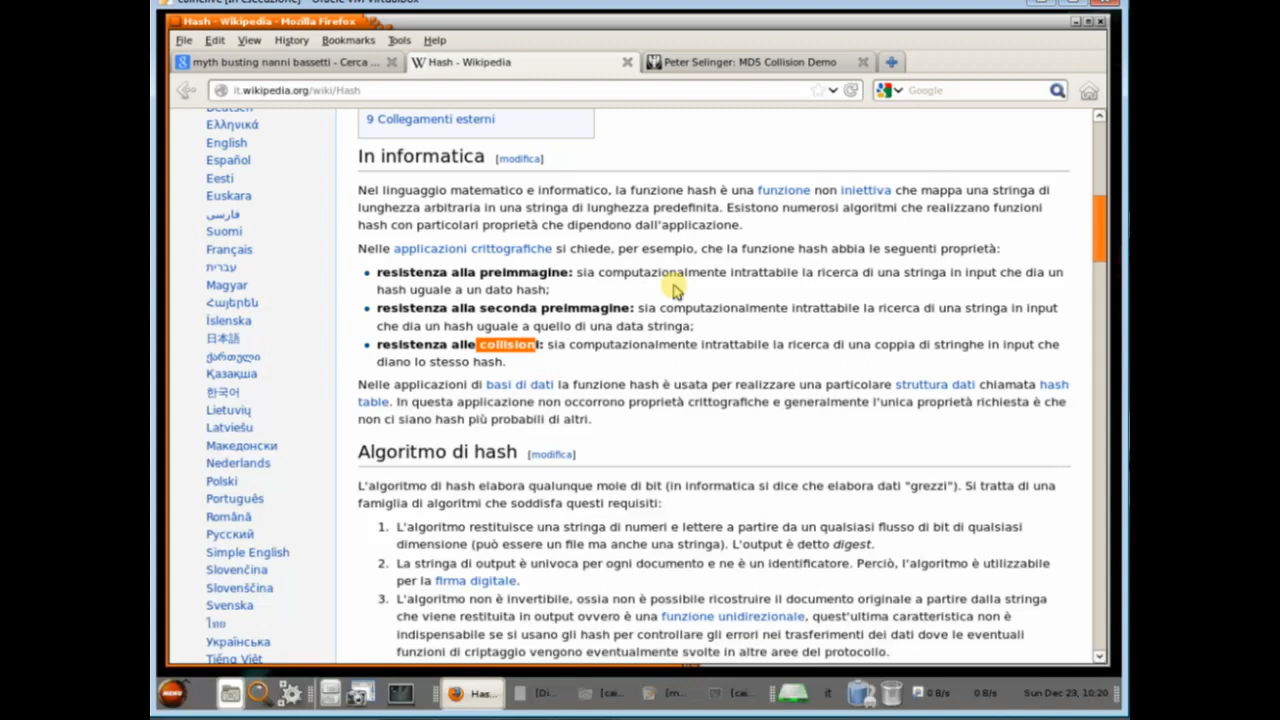 Hash - Wikipedia - Mozilla Firefox
File Edit View History Bookmarks Tools Help
myth busting nanni bassetti - Cerca ...
Hash - Wikipedia
Peter Selinger: MD5 Collision Demo
it.wikipedia.org/wiki/Hash
Google
Deutsch
Ελληνικά
English
Español
Eesti
Euskara
فارسی
Suomi
Français
עברית
Magyar
Հայերեն
Íslenska
日本語
ქართული
Қазақша
한국어
Lietuvių
Latviešu
Македонски
Nederlands
Polski
Português
Română
Русский
Simple English
Slovenčina
Slovenščina
Svenska
ไทย
Українська
Tiếng Việt
9 Collegamenti esterni
In informatica [modifica]
Nel linguaggio matematico e informatico, la funzione hash è una funzione non iniettiva che mappa una stringa di
lunghezza arbitraria in una stringa di lunghezza predefinita. Esistono numerosi algoritmi che realizzano funzioni
hash con particolari proprietà che dipendono dall'applicazione.
Nelle applicazioni crittografiche si chiede, per esempio, che la funzione hash abbia le seguenti proprietà:
resistenza alla preimmagine: sia computazionalmente intrattabile la ricerca di una stringa in input che dia un
hash uguale a un dato hash;
resistenza alla seconda preimmagine: sia computazionalmente intrattabile la ricerca di una stringa in input
che dia un hash uguale a quello di una data stringa;
resistenza alle collisioni: sia computazionalmente intrattabile la ricerca di una coppia di stringhe in input che
diano lo stesso hash.
Nelle applicazioni di basi di dati la funzione hash è usata per realizzare una particolare struttura dati chiamata hash
table. In questa applicazione non occorrono proprietà crittografiche e generalmente l'unica proprietà richiesta è che
non ci siano hash più probabili di altri.
Algoritmo di hash [modifica]
L'algoritmo di hash elabora qualunque mole di bit (in informatica si dice che elabora dati "grezzi"). Si tratta di una
famiglia di algoritmi che soddisfa questi requisiti:
1. L'algoritmo restituisce una stringa di numeri e lettere a partire da un qualsiasi flusso di bit di qualsiasi
dimensione (può essere un file ma anche una stringa). L'output è detto digest.
2. La stringa di output è univoca per ogni documento e ne è un identificatore. Perciò, l'algoritmo è utilizzabile
per la firma digitale.
3. L'algoritmo non è invertibile, ossia non è possibile ricostruire il documento originale a partire dalla stringa
che viene restituita in output ovvero è una funzione unidirezionale, quest'ultima caratteristica non è
indispensabile se si usano gli hash per controllare gli errori nei trasferimenti dei dati dove le eventuali
funzioni di criptaggio vengono eventualmente svolte in altre aree del protocollo.
MENU Has... [Di... [cai... [m... [cai... it 0 B/s 0 B/s Sun Dec 23, 10:20